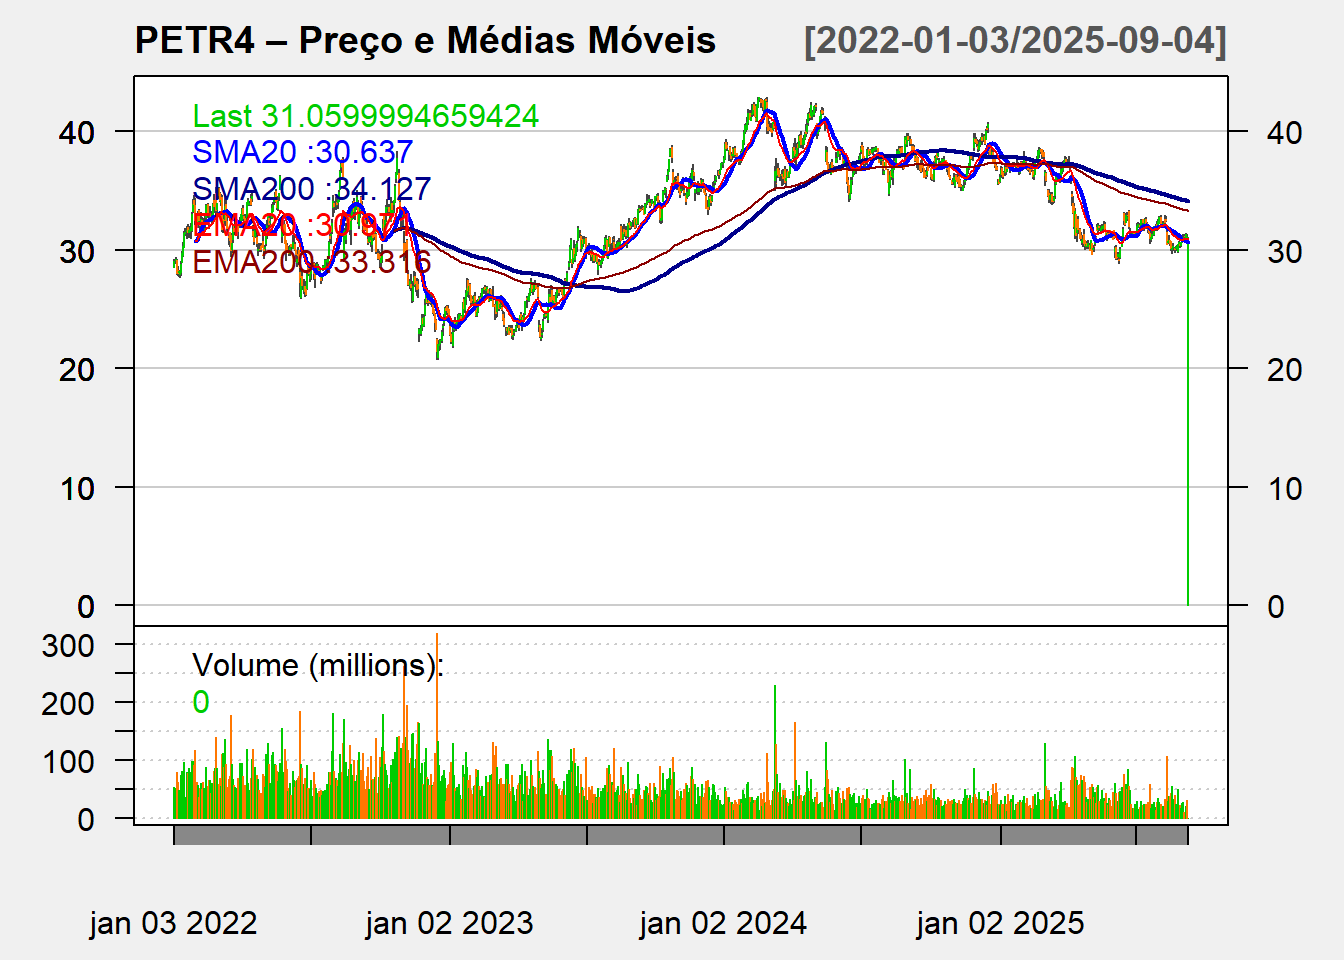 PETR4 – Preço e Médias Móveis [2022-01-03/2025-09-04]
Last 31.0599994659424
SMA20 :30.637
SMA200 :34.127
EMA20
EMA200 :33.316
40 40
30 30
20 20
10 10
0 0
Volume (millions):
0
300
200
100
0
jan 03 2022 jan 02 2023 jan 02 2024 jan 02 2025